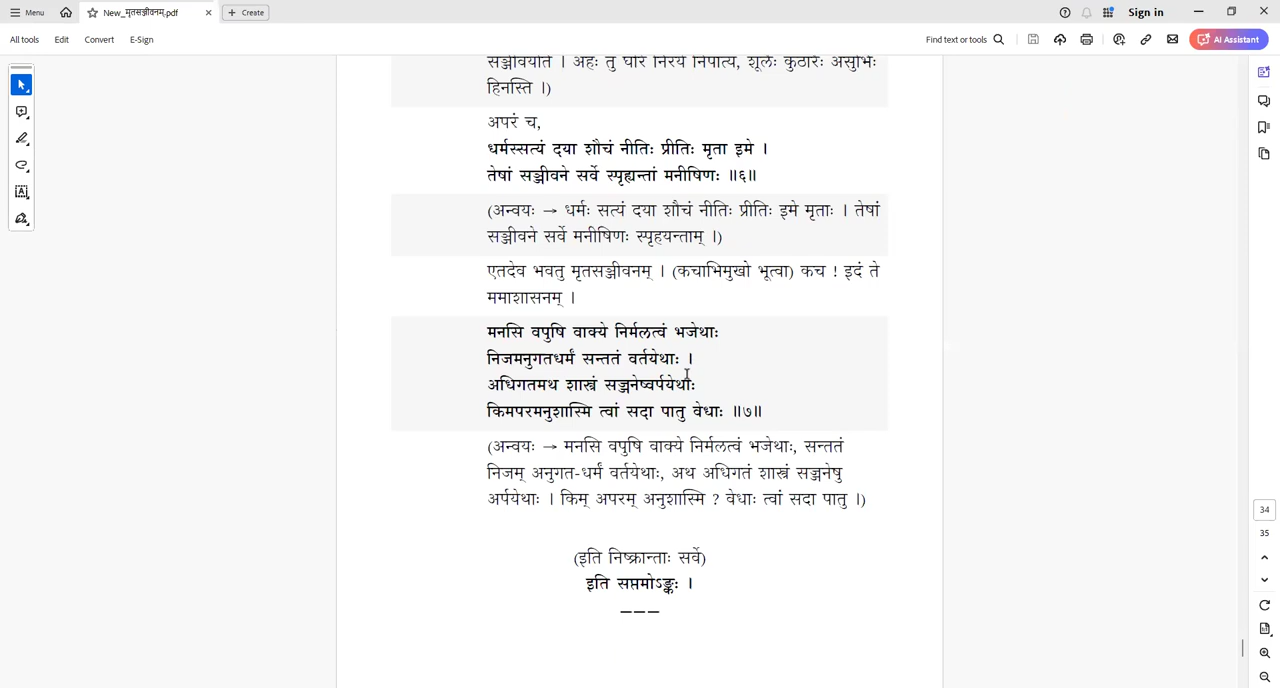 Menu
New_मृतसञ्जीवनम्.pdf
Create
Sign in
All tools
Edit
Convert
E-Sign
Find text or tools
AI Assistant
सञ्जीवयति । अहः तु घोरे निरये निपात्य, शूलैः कुठारैः असुभिः
हिनस्ति ।)
अपरं च,
धर्मस्सत्यं दया शौचं नीतिः प्रीतिः मृता इमे ।
तेषां सञ्जीवने सर्वे स्पृह्यन्तां मनीषिणः ॥६॥
(अन्वयः → धर्मः सत्यं दया शौचं नीतिः प्रीतिः इमे मृताः । तेषां
सञ्जीवने सर्वे मनीषिणः स्पृहयन्ताम् ।)
एतदेव भवतु मृतसञ्जीवनम् । (कचाभिमुखो भूत्वा) कच ! इदं ते
ममाशासनम् ।
मनसि वपुषि वाक्ये निर्मलत्वं भजेथाः
निजमनुगतधर्मं सन्ततं वर्तयेथाः ।
अधिगतमथ शास्त्रं सज्जनेष्वर्पयेथाः
किमपरमनुशास्मि त्वां सदा पातु वेधाः ॥७॥
(अन्वयः → मनसि वपुषि वाक्ये निर्मलत्वं भजेथाः, सन्ततं
निजम् अनुगत-धर्मं वर्तयेथाः, अथ अधिगतं शास्त्रं सज्जनेषु
अर्पयेथाः । किम् अपरम् अनुशास्मि ? वेधाः त्वां सदा पातु ।)
(इति निष्क्रान्ताः सर्वे)
इति सप्तमोऽङ्कः ।
———
34
35